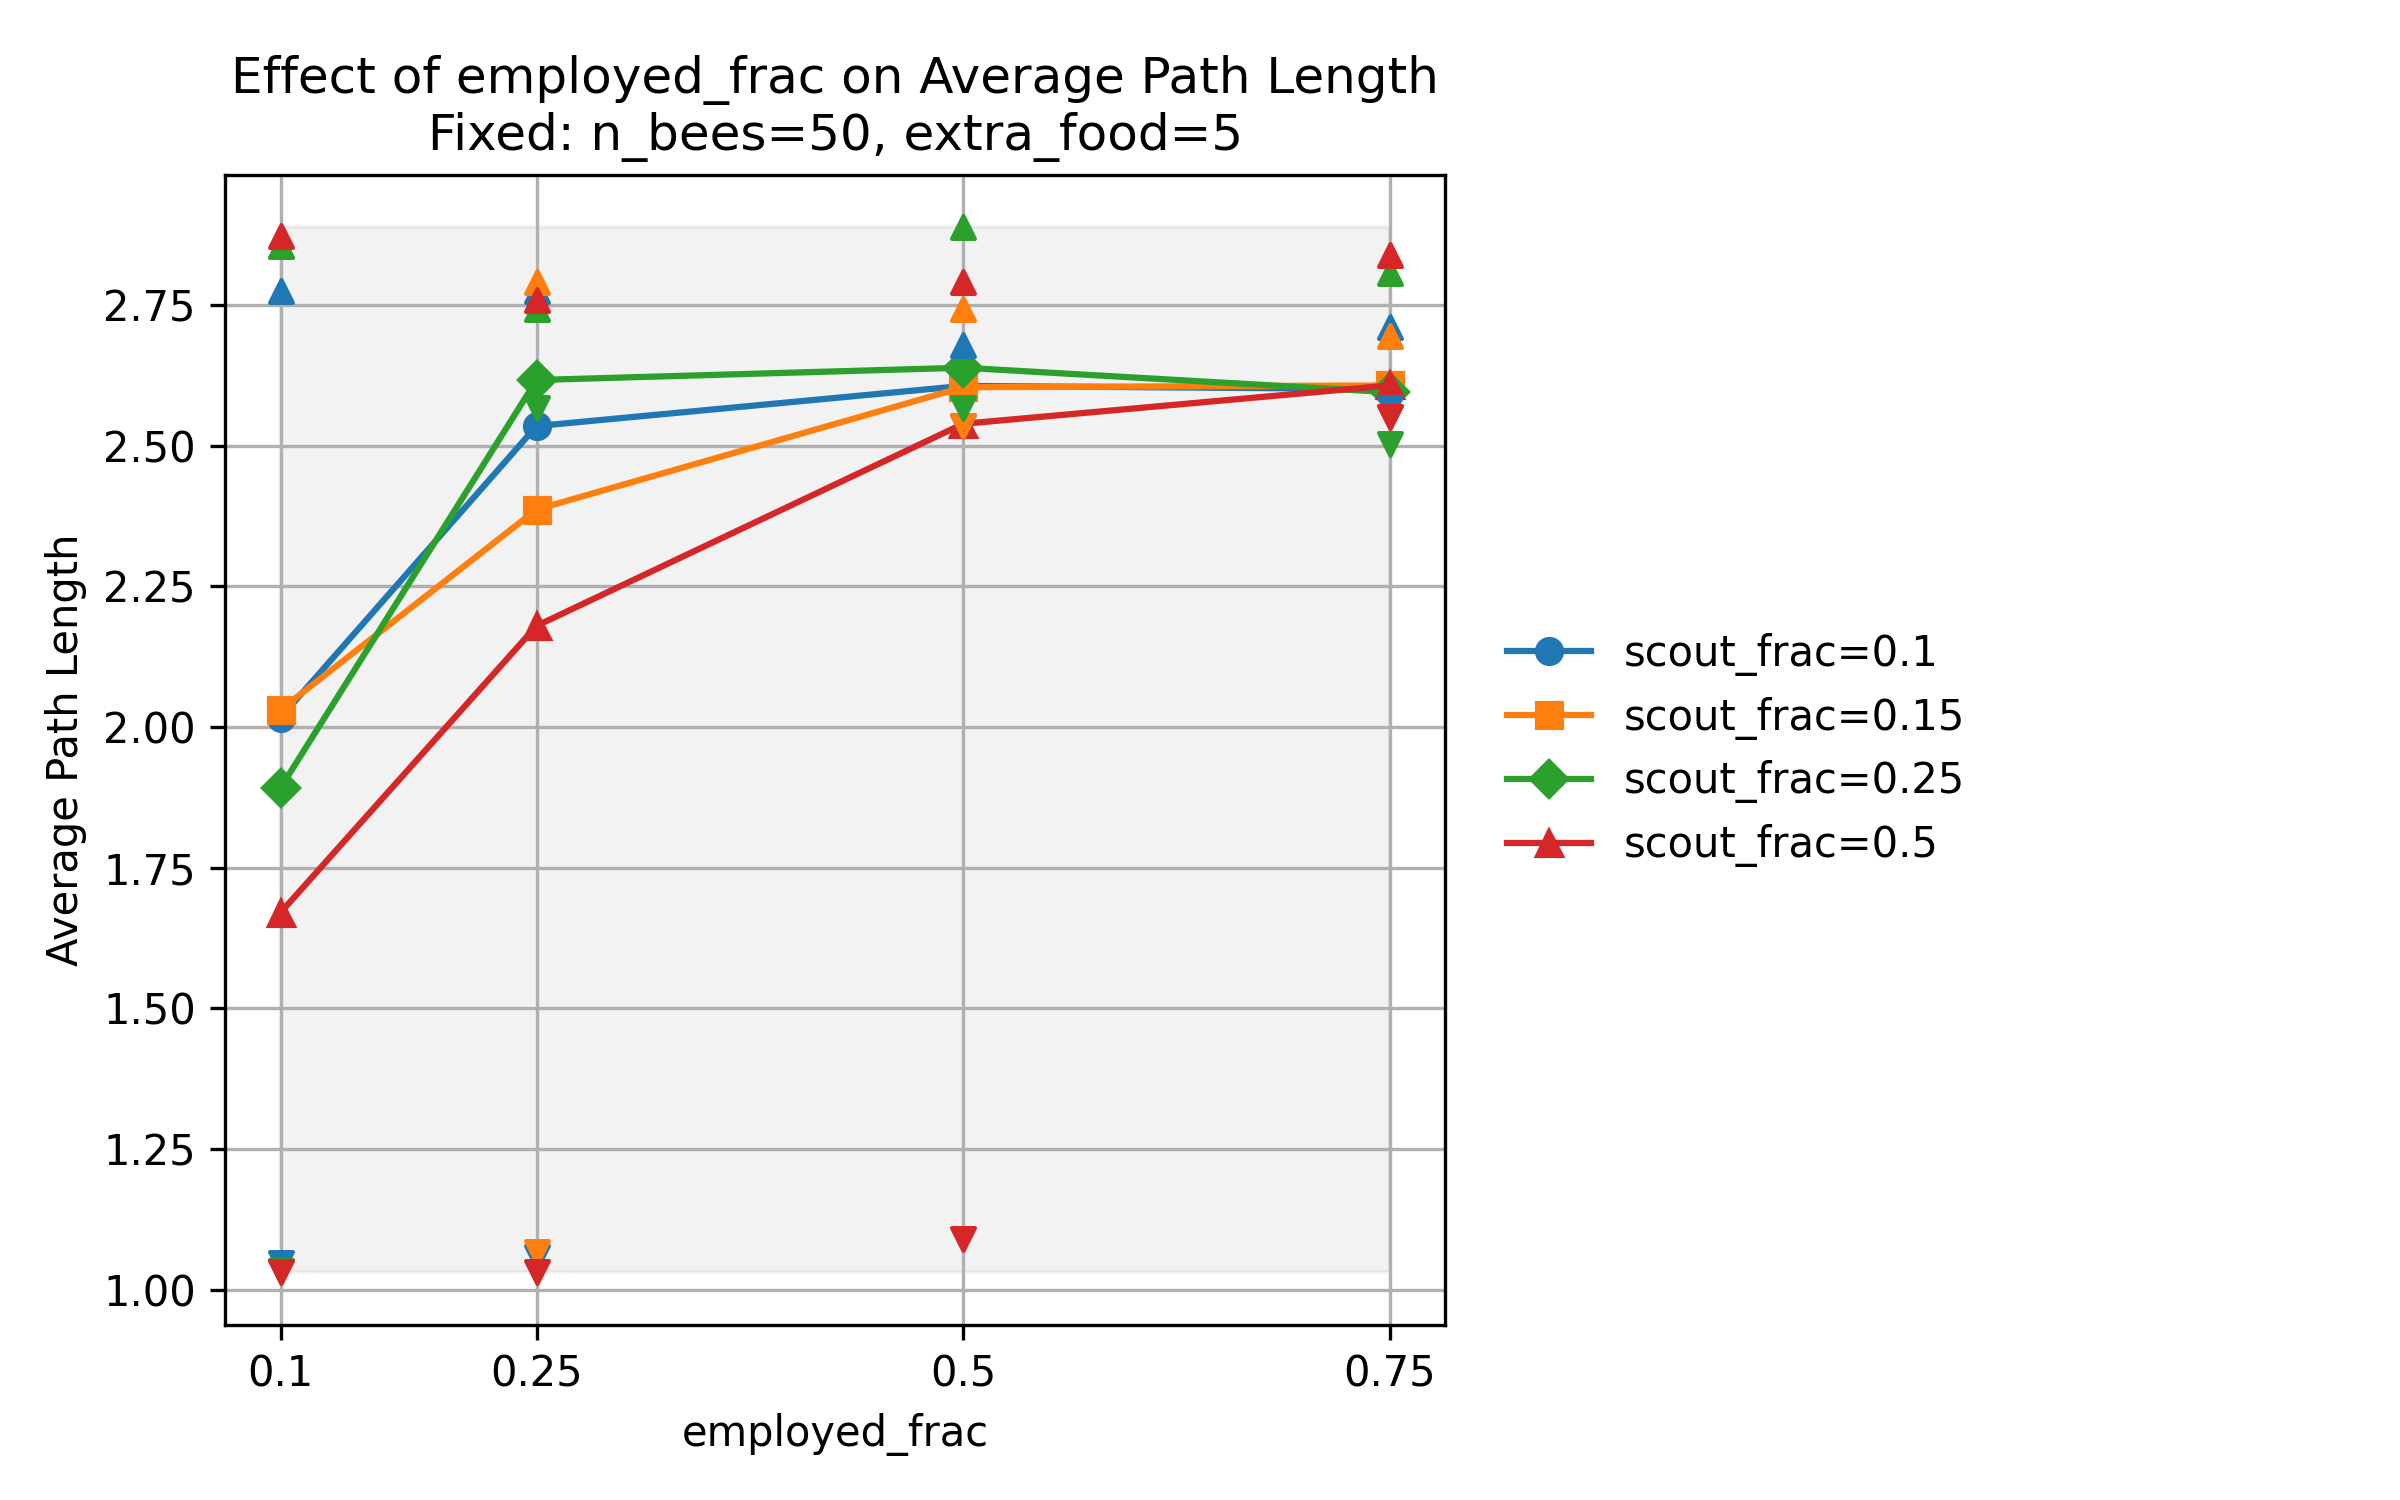 Effect of employed_frac on Average Path Length
Fixed: n_bees=50, extra_food=5
Average Path Length
2.75
2.50
2.25
2.00
1.75
1.50
1.25
1.00
0.1
0.25
0.5
0.75
employed_frac
scout_frac=0.1
scout_frac=0.15
scout_frac=0.25
scout_frac=0.5